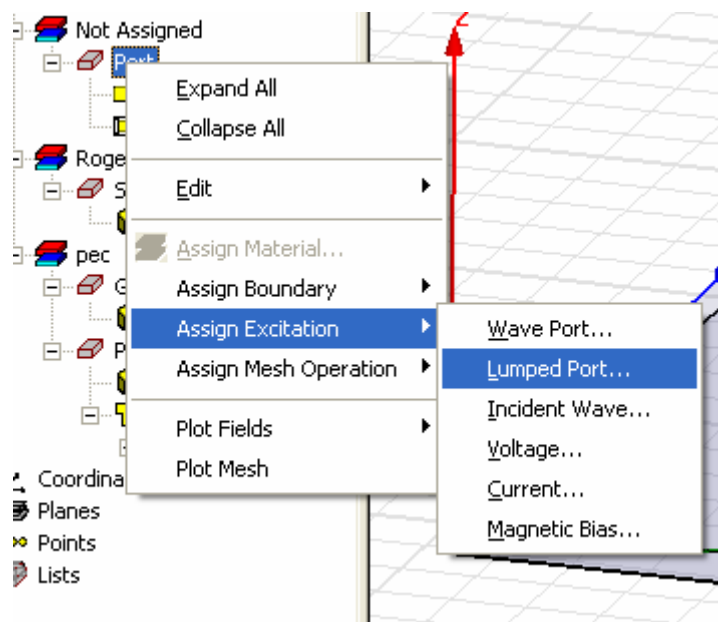 Not Assigned
Port
Expand All
Collapse All
Roge
S
Edit
pec
Assign Material...
G
Assign Boundary
Assign Excitation
Wave Port...
P
Assign Mesh Operation
Lumped Port...
Incident Wave...
Plot Fields
Voltage...
Plot Mesh
Coordina
Current...
Planes
Magnetic Bias...
Points
Lists
Z